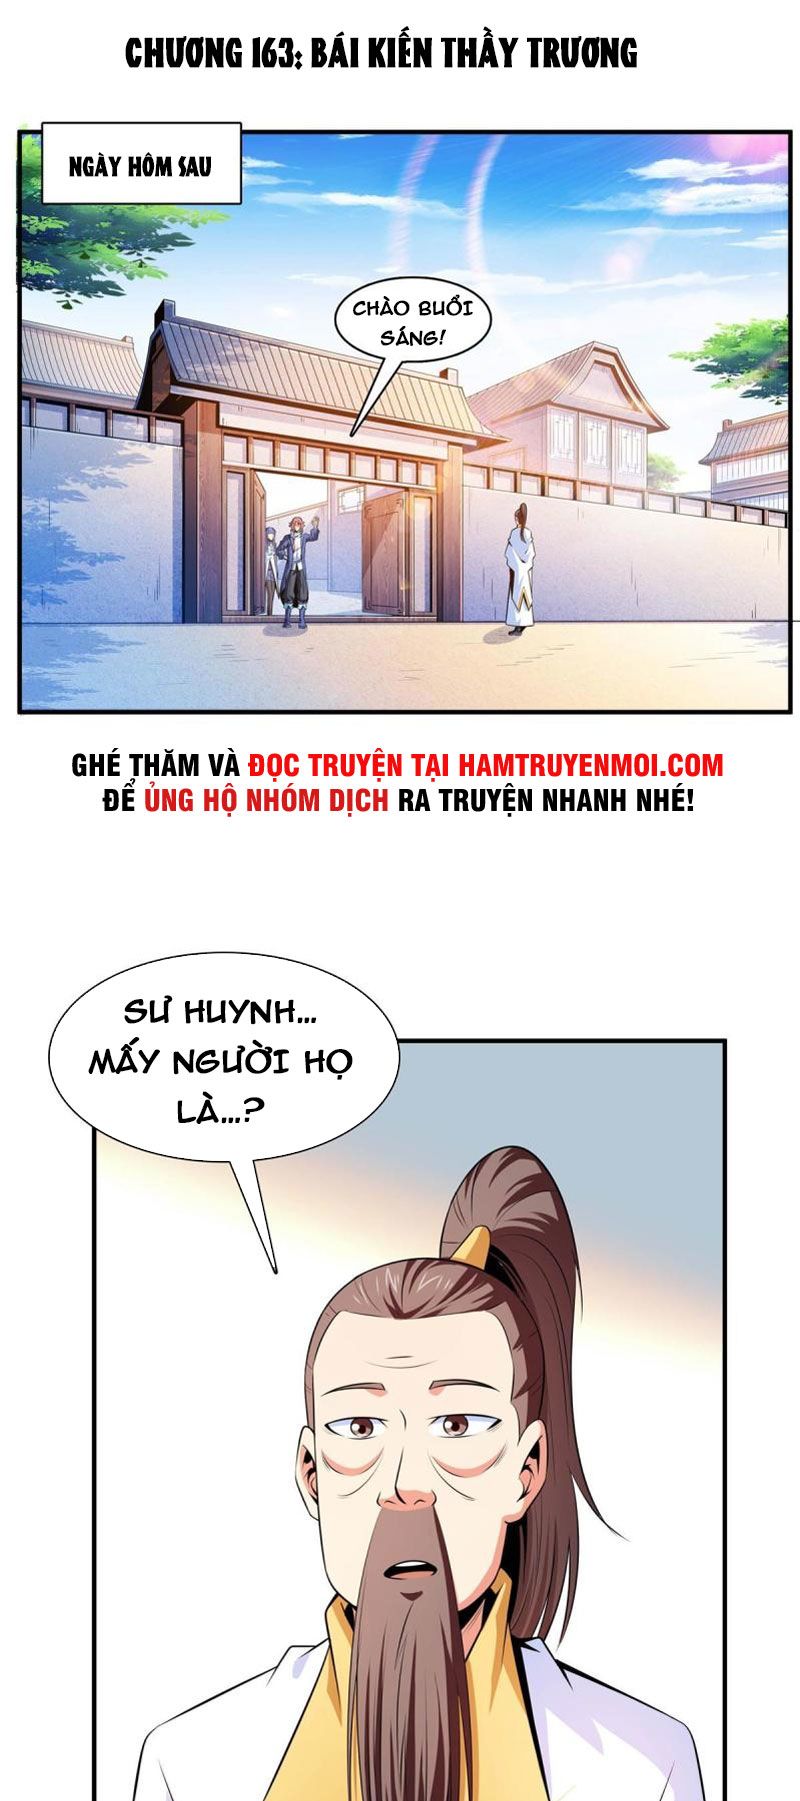 CHƯƠNG 163: BÁI KIẾN THẦY TRƯƠNG
NGÀY HÔM SAU
CHÀO BUỔI
SÁNG!
GHÉ THĂM VÀ ĐỌC TRUYỆN TẠI HAMTRUYENMOI.COM
ĐỂ ỦNG HỘ NHÓM DỊCH RA TRUYỆN NHANH NHÉ!
SƯ HUYNH...
MẤY NGƯỜI HỌ
LÀ...?